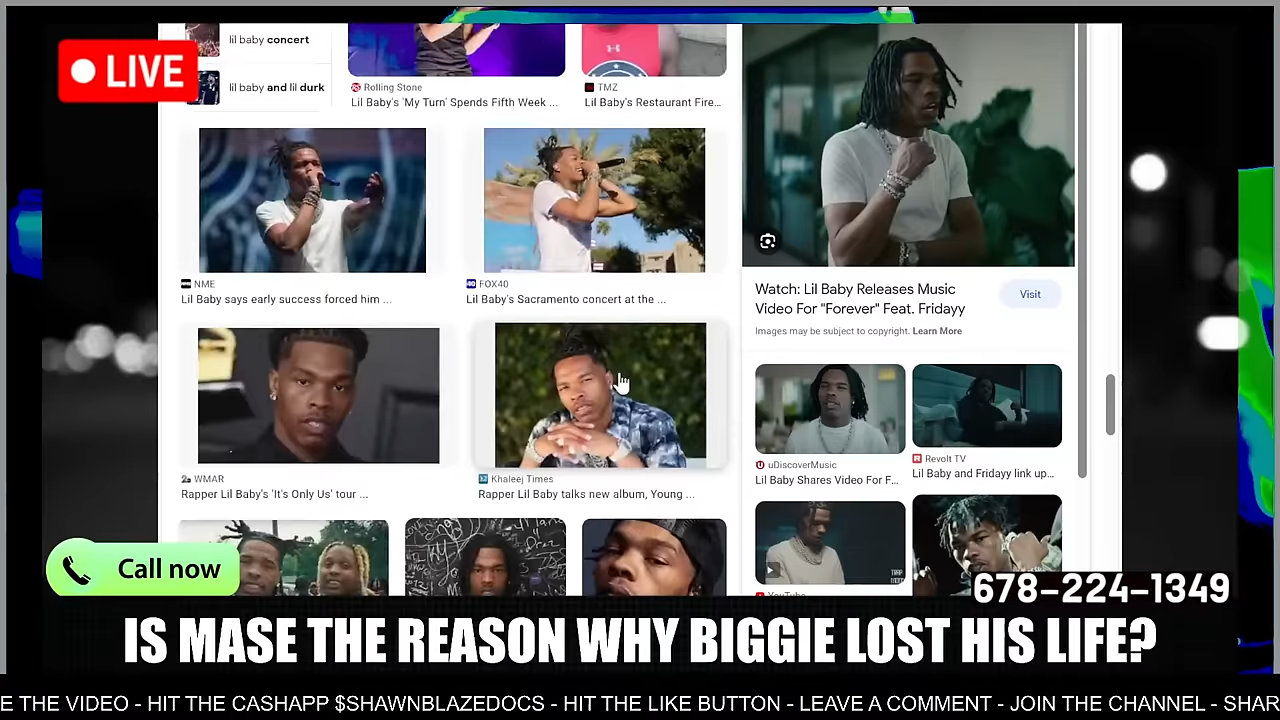 LIVE
lil baby concert
lil baby and lil durk
Rolling Stone
Lil Baby's 'My Turn' Spends Fifth Week ...
TMZ
Lil Baby's Restaurant Fire...
NME
Lil Baby says early success forced him ...
FOX40
Lil Baby's Sacramento concert at the ...
WMAR
Rapper Lil Baby's 'It's Only Us' tour ...
Khaleej Times
Rapper Lil Baby talks new album, Young ...
Watch: Lil Baby Releases Music
Video For "Forever" Feat. Fridayy
Visit
Images may be subject to copyright. Learn More
uDiscoverMusic
Lil Baby Shares Video For F...
Revolt TV
Lil Baby and Fridayy link up...
YouTube
Call now
678-224-1349
IS MASE THE REASON WHY BIGGIE LOST HIS LIFE?
E THE VIDEO - HIT THE CASHAPP $SHAWNBLAZEDOCS - HIT THE LIKE BUTTON - LEAVE A COMMENT - JOIN THE CHANNEL - SHAR